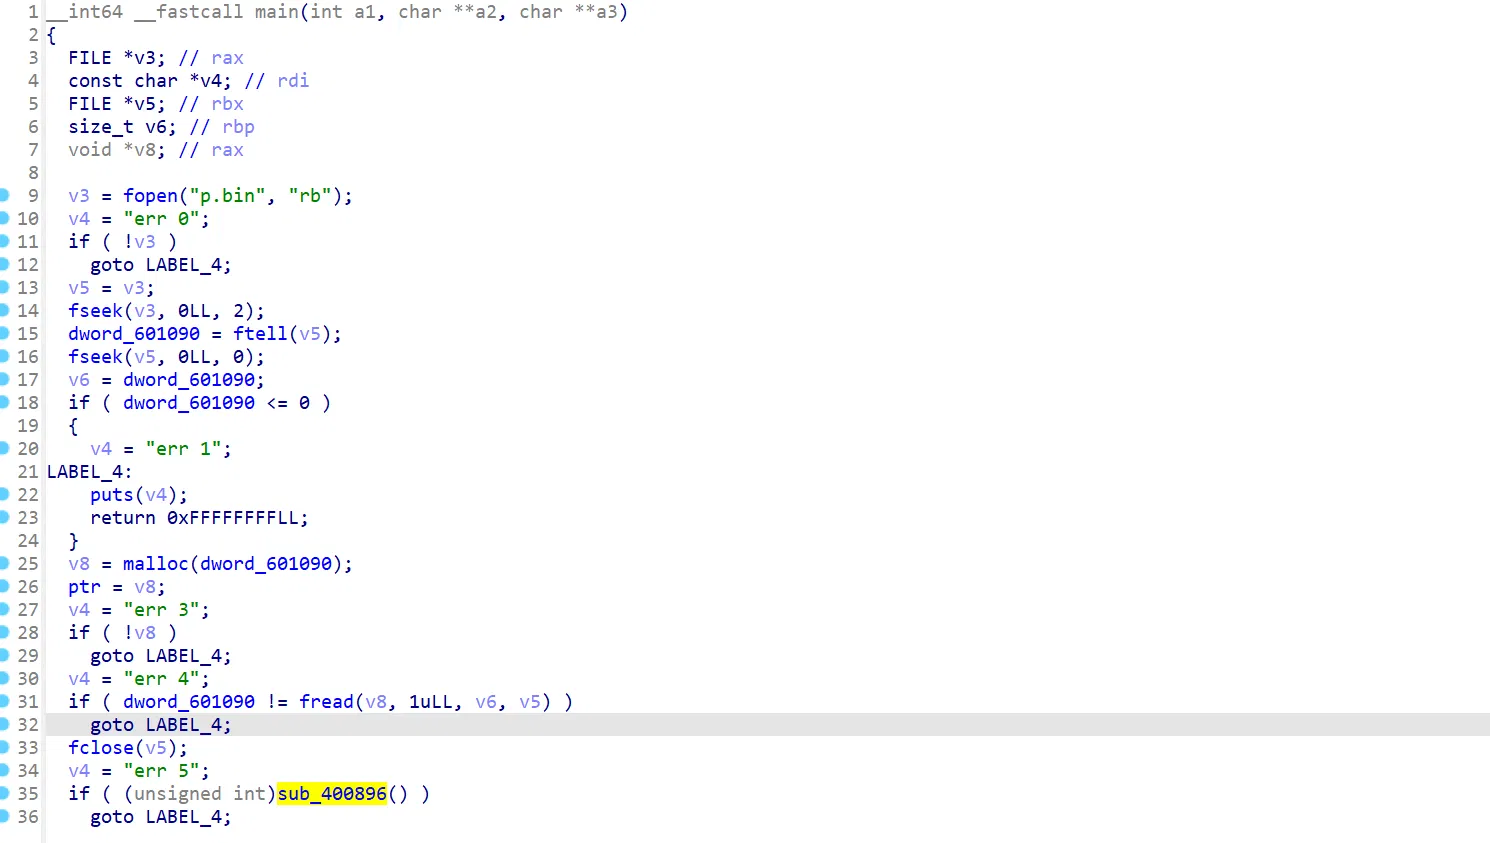 1 __int64 __fastcall main(int a1, char **a2, char **a3)
2 {
3 FILE *v3; // rax
4 const char *v4; // rdi
5 FILE *v5; // rbx
6 size_t v6; // rbp
7 void *v8; // rax
8
9 v3 = fopen("p.bin", "rb");
10 v4 = "err 0";
11 if ( !v3 )
12 goto LABEL_4;
13 v5 = v3;
14 fseek(v3, 0LL, 2);
15 dword_601090 = ftell(v5);
16 fseek(v5, 0LL, 0);
17 v6 = dword_601090;
18 if ( dword_601090 <= 0 )
19 {
20 v4 = "err 1";
21 LABEL_4:
22 puts(v4);
23 return 0xFFFFFFFFLL;
24 }
25 v8 = malloc(dword_601090);
26 ptr = v8;
27 v4 = "err 3";
28 if ( !v8 )
29 goto LABEL_4;
30 v4 = "err 4";
31 if ( dword_601090 != fread(v8, 1uLL, v6, v5) )
32 goto LABEL_4;
33 fclose(v5);
34 v4 = "err 5";
35 if ( (unsigned int)sub_400896() )
36 goto LABEL_4;